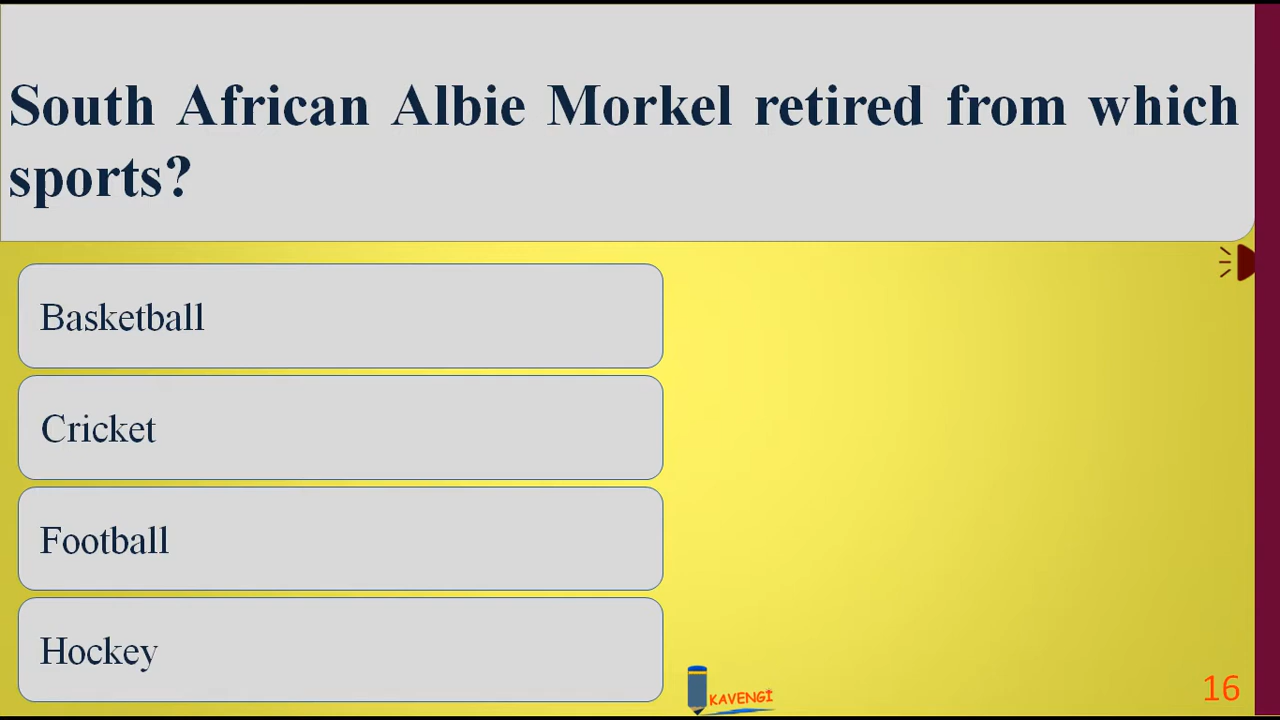 South African Albie Morkel retired from which
sports?
Basketball
Cricket
Football
Hockey
KAVENGI
16